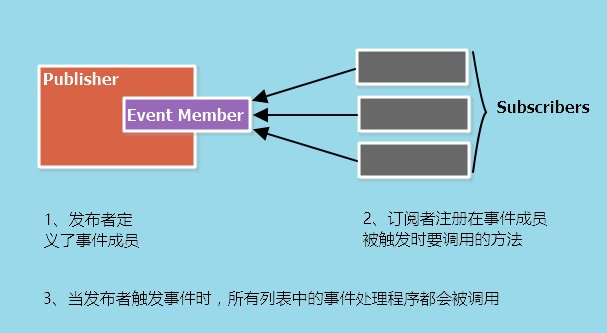 Publisher
Event Member
Subscribers
1、发布者定
义了事件成员
2、订阅者注册在事件成员
被触发时要调用的方法
3、当发布者触发事件时，所有列表中的事件处理程序都会被调用